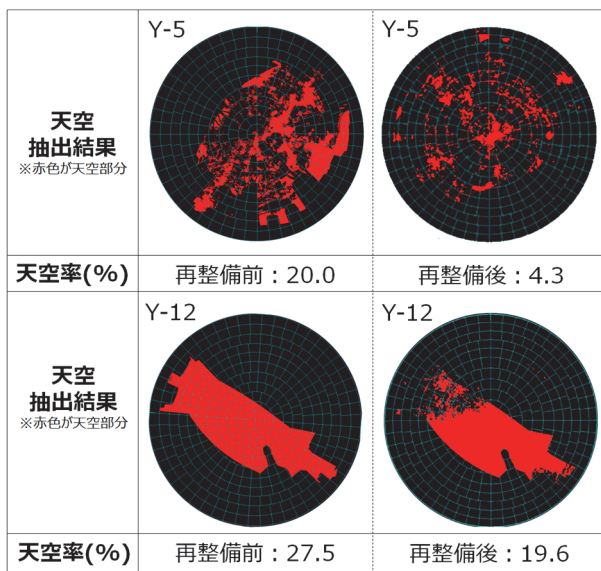 Y-5
Y-5
天空
抽出結果
※赤色が天空部分
天空率(%)
再整備前：20.0
再整備後：4.3
Y-12
Y-12
天空
抽出結果
※赤色が天空部分
天空率(%)
再整備前：27.5
再整備後：19.6